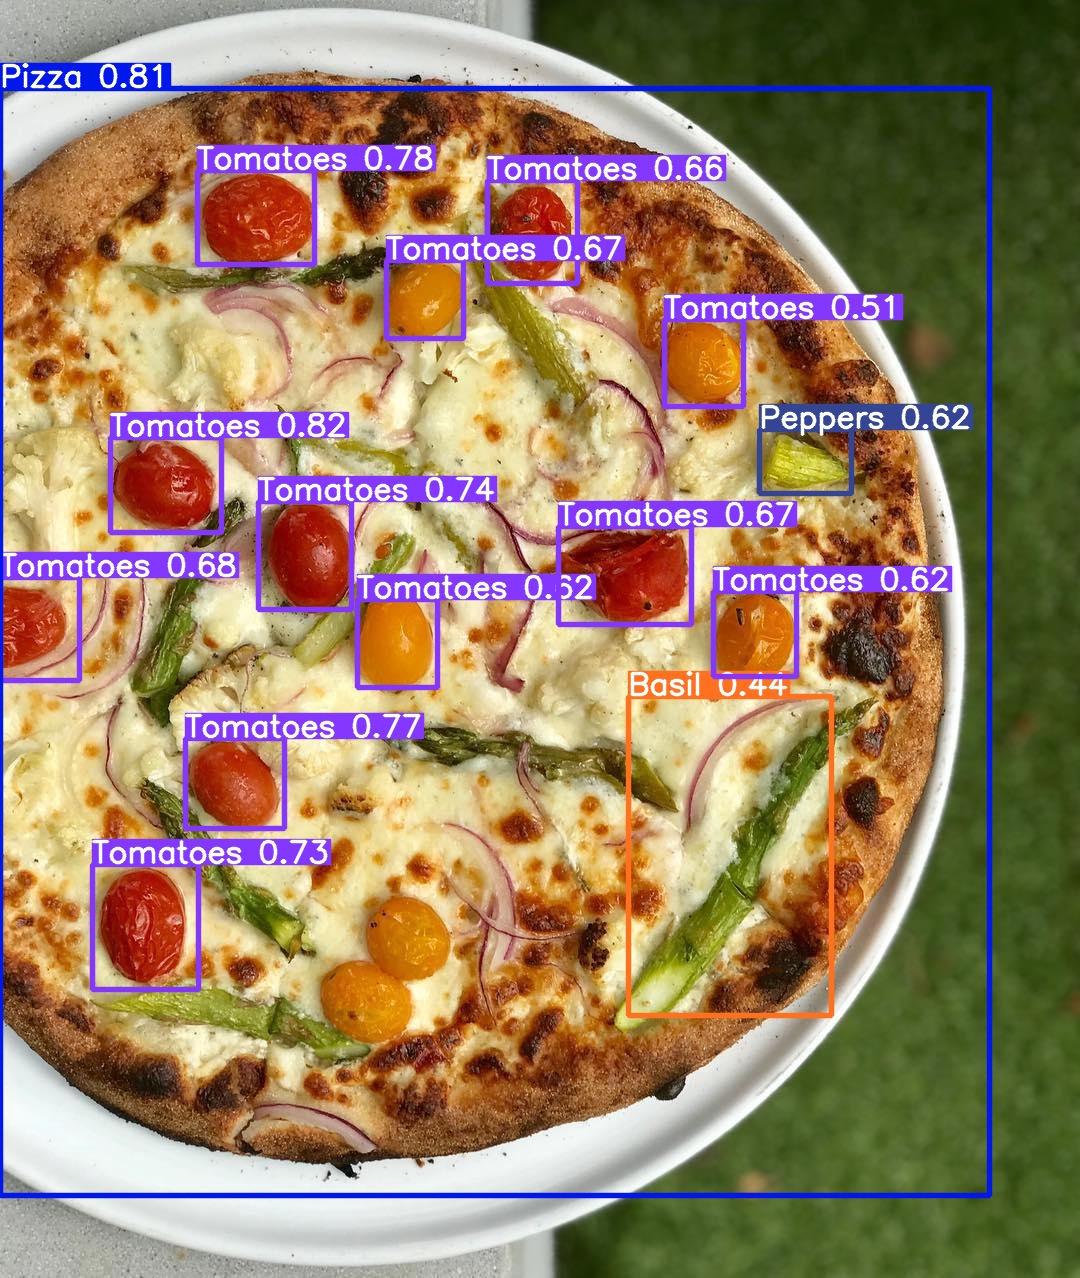 Pizza 0.81
Tomatoes 0.78
Tomatoes 0.66
Tomatoes 0.67
Tomatoes 0.51
Peppers 0.62
Tomatoes 0.82
Tomatoes 0.74
Tomatoes 0.67
Tomatoes 0.68
Tomatoes 0.62
Tomatoes 0.62
Basil 0.44
Tomatoes 0.77
Tomatoes 0.73